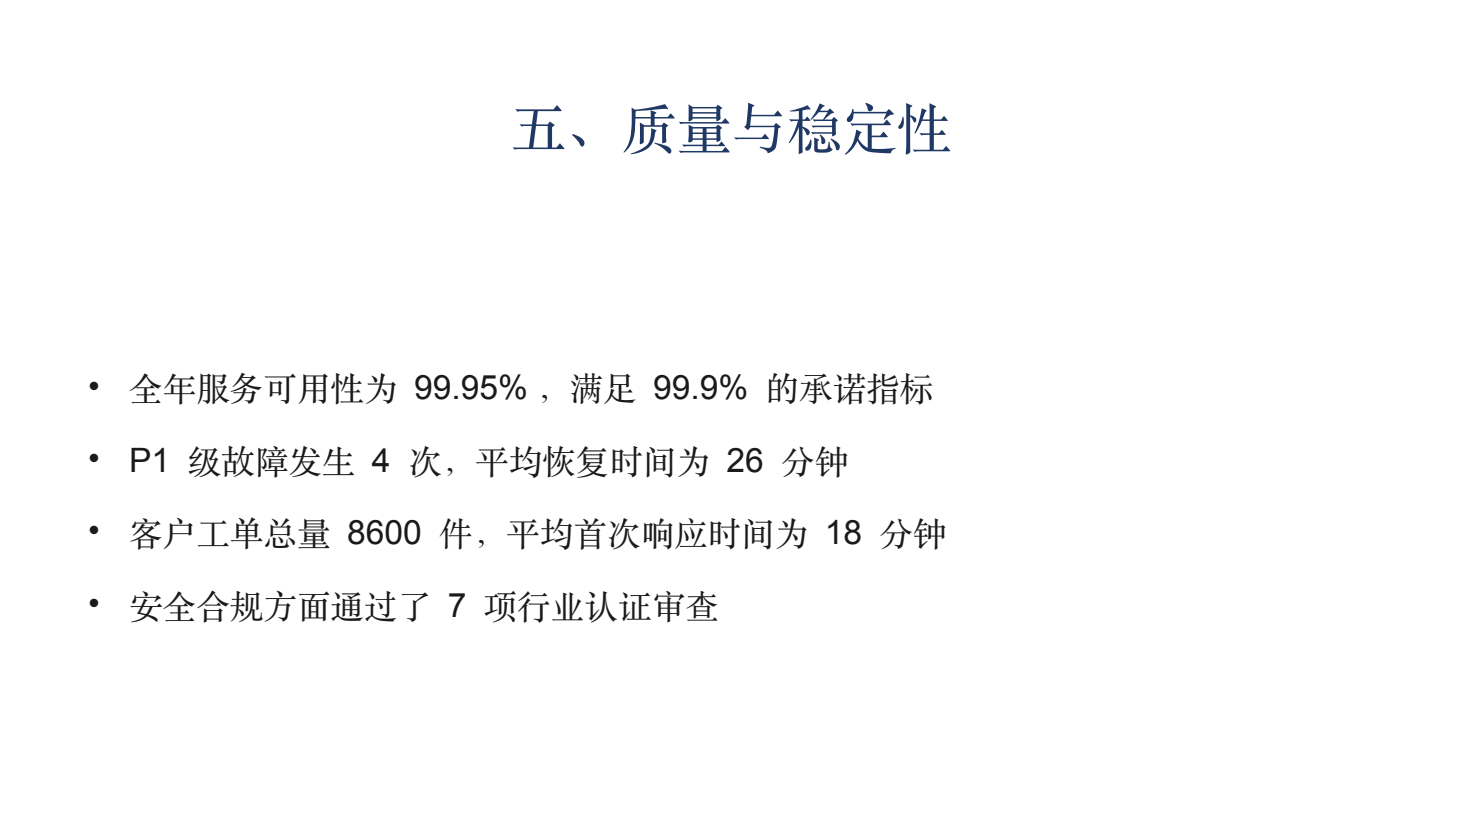 五、质量与稳定性
• 全年服务可用性为 99.95%，满足 99.9% 的承诺指标
• P1 级故障发生 4 次，平均恢复时间为 26 分钟
• 客户工单总量 8600 件，平均首次响应时间为 18 分钟
• 安全合规方面通过了 7 项行业认证审查